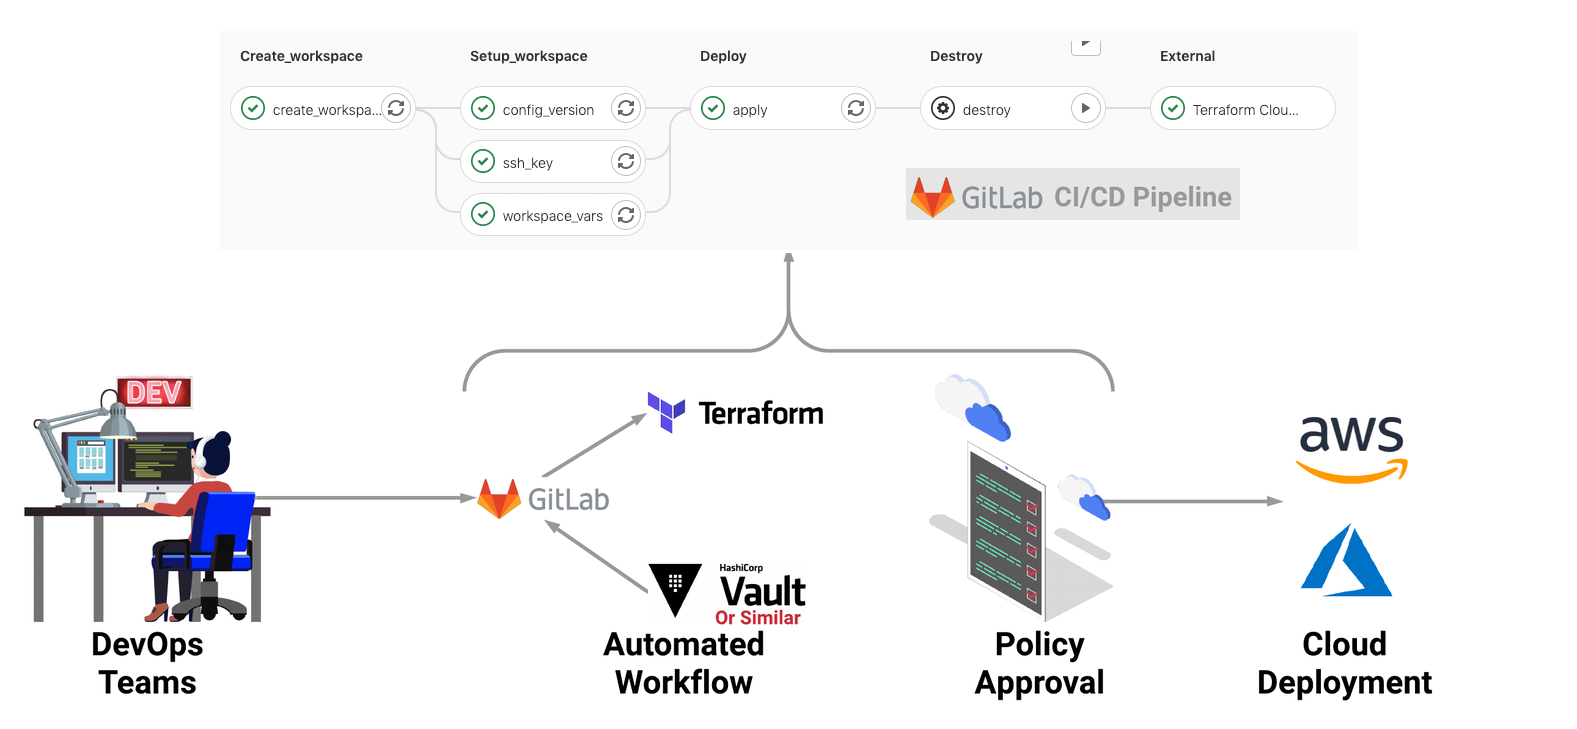 Create_workspace
Setup_workspace
Deploy
Destroy
External
create_workspa...
config_version
apply
destroy
Terraform Clou...
ssh_key
workspace_vars
GitLab CI/CD Pipeline
DEV
Terraform
GitLab
HashiCorp
Vault
Or Similar
aws
DevOps
Teams
Automated
Workflow
Policy
Approval
Cloud
Deployment